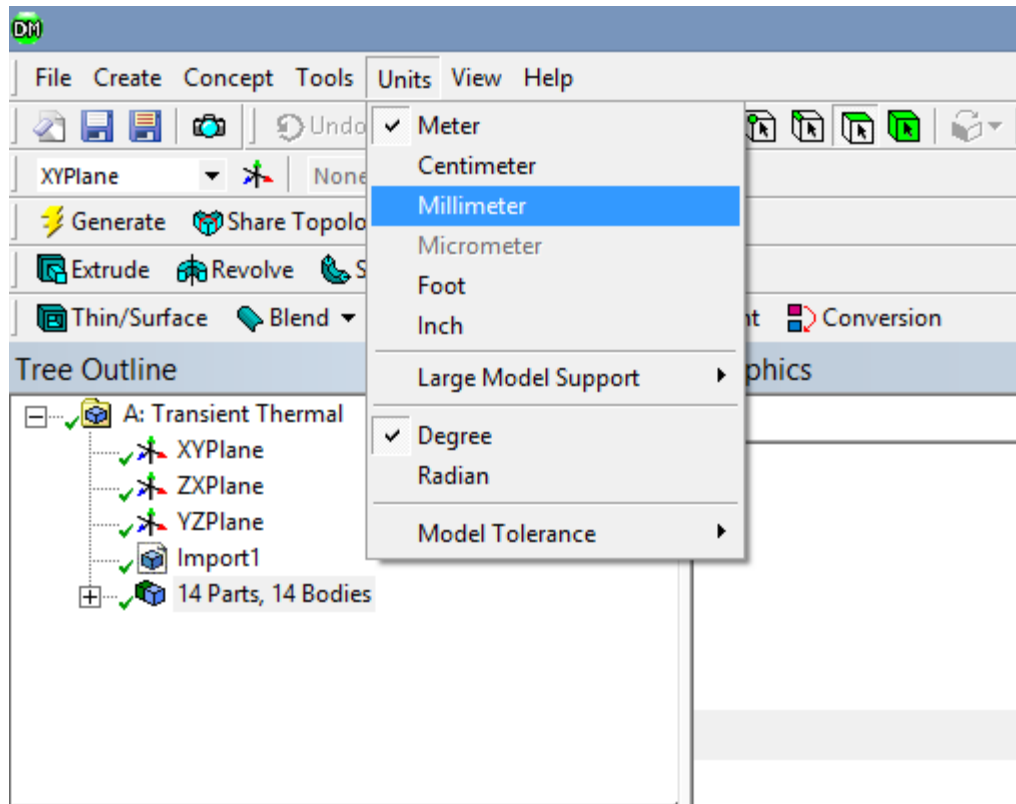 DM
File Create Concept Tools Units View Help
Undo
Meter
Centimeter
Millimeter
Micrometer
Foot
Inch
Large Model Support
Degree
Radian
Model Tolerance
XYPlane None
Generate Share Topolo
Extrude Revolve S
Thin/Surface Blend nt Conversion
Tree Outline phics
A: Transient Thermal
XYPlane
ZXPlane
YZPlane
Import1
14 Parts, 14 Bodies